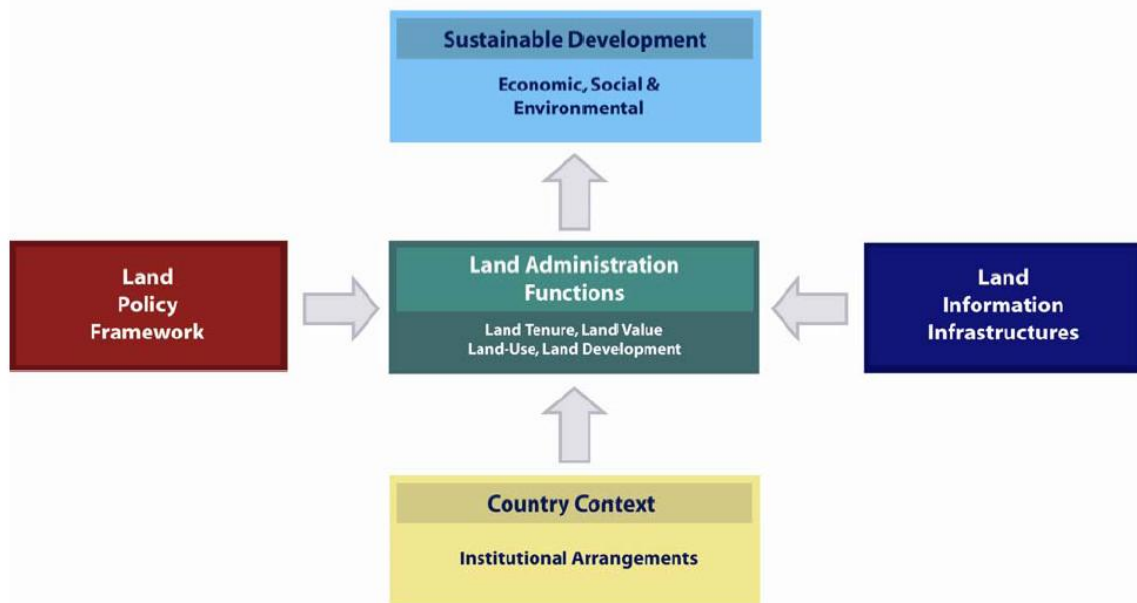 Sustainable Development
Economic, Social &
Environmental
Land
Policy
Framework
Land Administration
Functions
Land Tenure, Land Value
Land-Use, Land Development
Land
Information
Infrastructures
Country Context
Institutional Arrangements